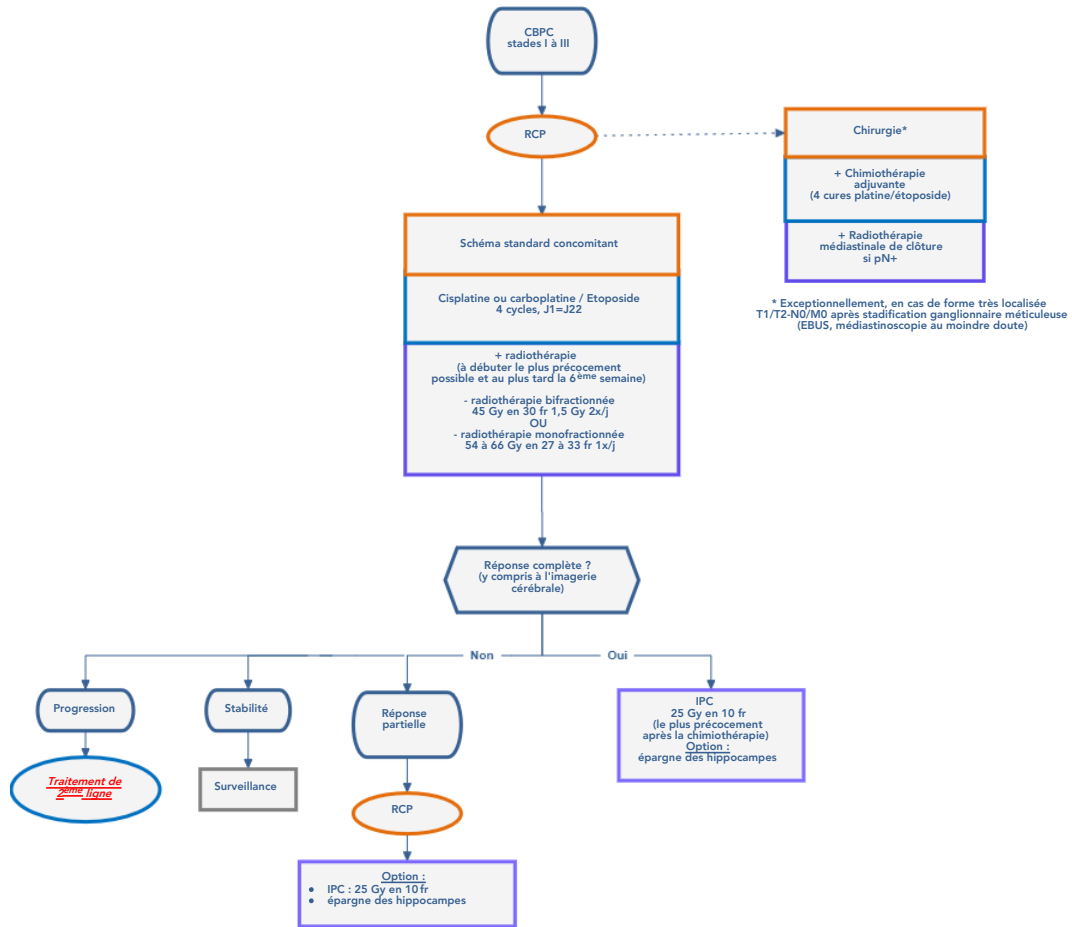 CBPC
stades I à III
RCP
Chirurgie*
+ Chimiothérapie
adjuvante
(4 cures platine/étoposide)
+ Radiothérapie
médiastinale de clôture
si pN+
* Exceptionnellement, en cas de forme très localisée
T1/T2-N0/M0 après stadification ganglionnaire méticuleuse
(EBUS, médiastinoscopie au moindre doute)
Schéma standard concomitant
Cisplatine ou carboplatine / Etoposide
4 cycles, J1=J22
+ radiothérapie
(à débuter le plus précocement
possible et au plus tard la 6ème semaine)
- radiothérapie bifractionnée
45 Gy en 30 fr 1,5 Gy 2x/j
OU
- radiothérapie monofractionnée
54 à 66 Gy en 27 à 33 fr 1x/j
Réponse complète ?
(y compris à l'imagerie
cérébrale)
Non
Oui
Progression
Stabilité
Réponse
partielle
IPC
25 Gy en 10 fr
(le plus précocement
après la chimiothérapie)
Option :
épargne des hippocampes
Traitement de
2ème ligne
Surveillance
RCP
Option :
• IPC : 25 Gy en 10 fr
• épargne des hippocampes